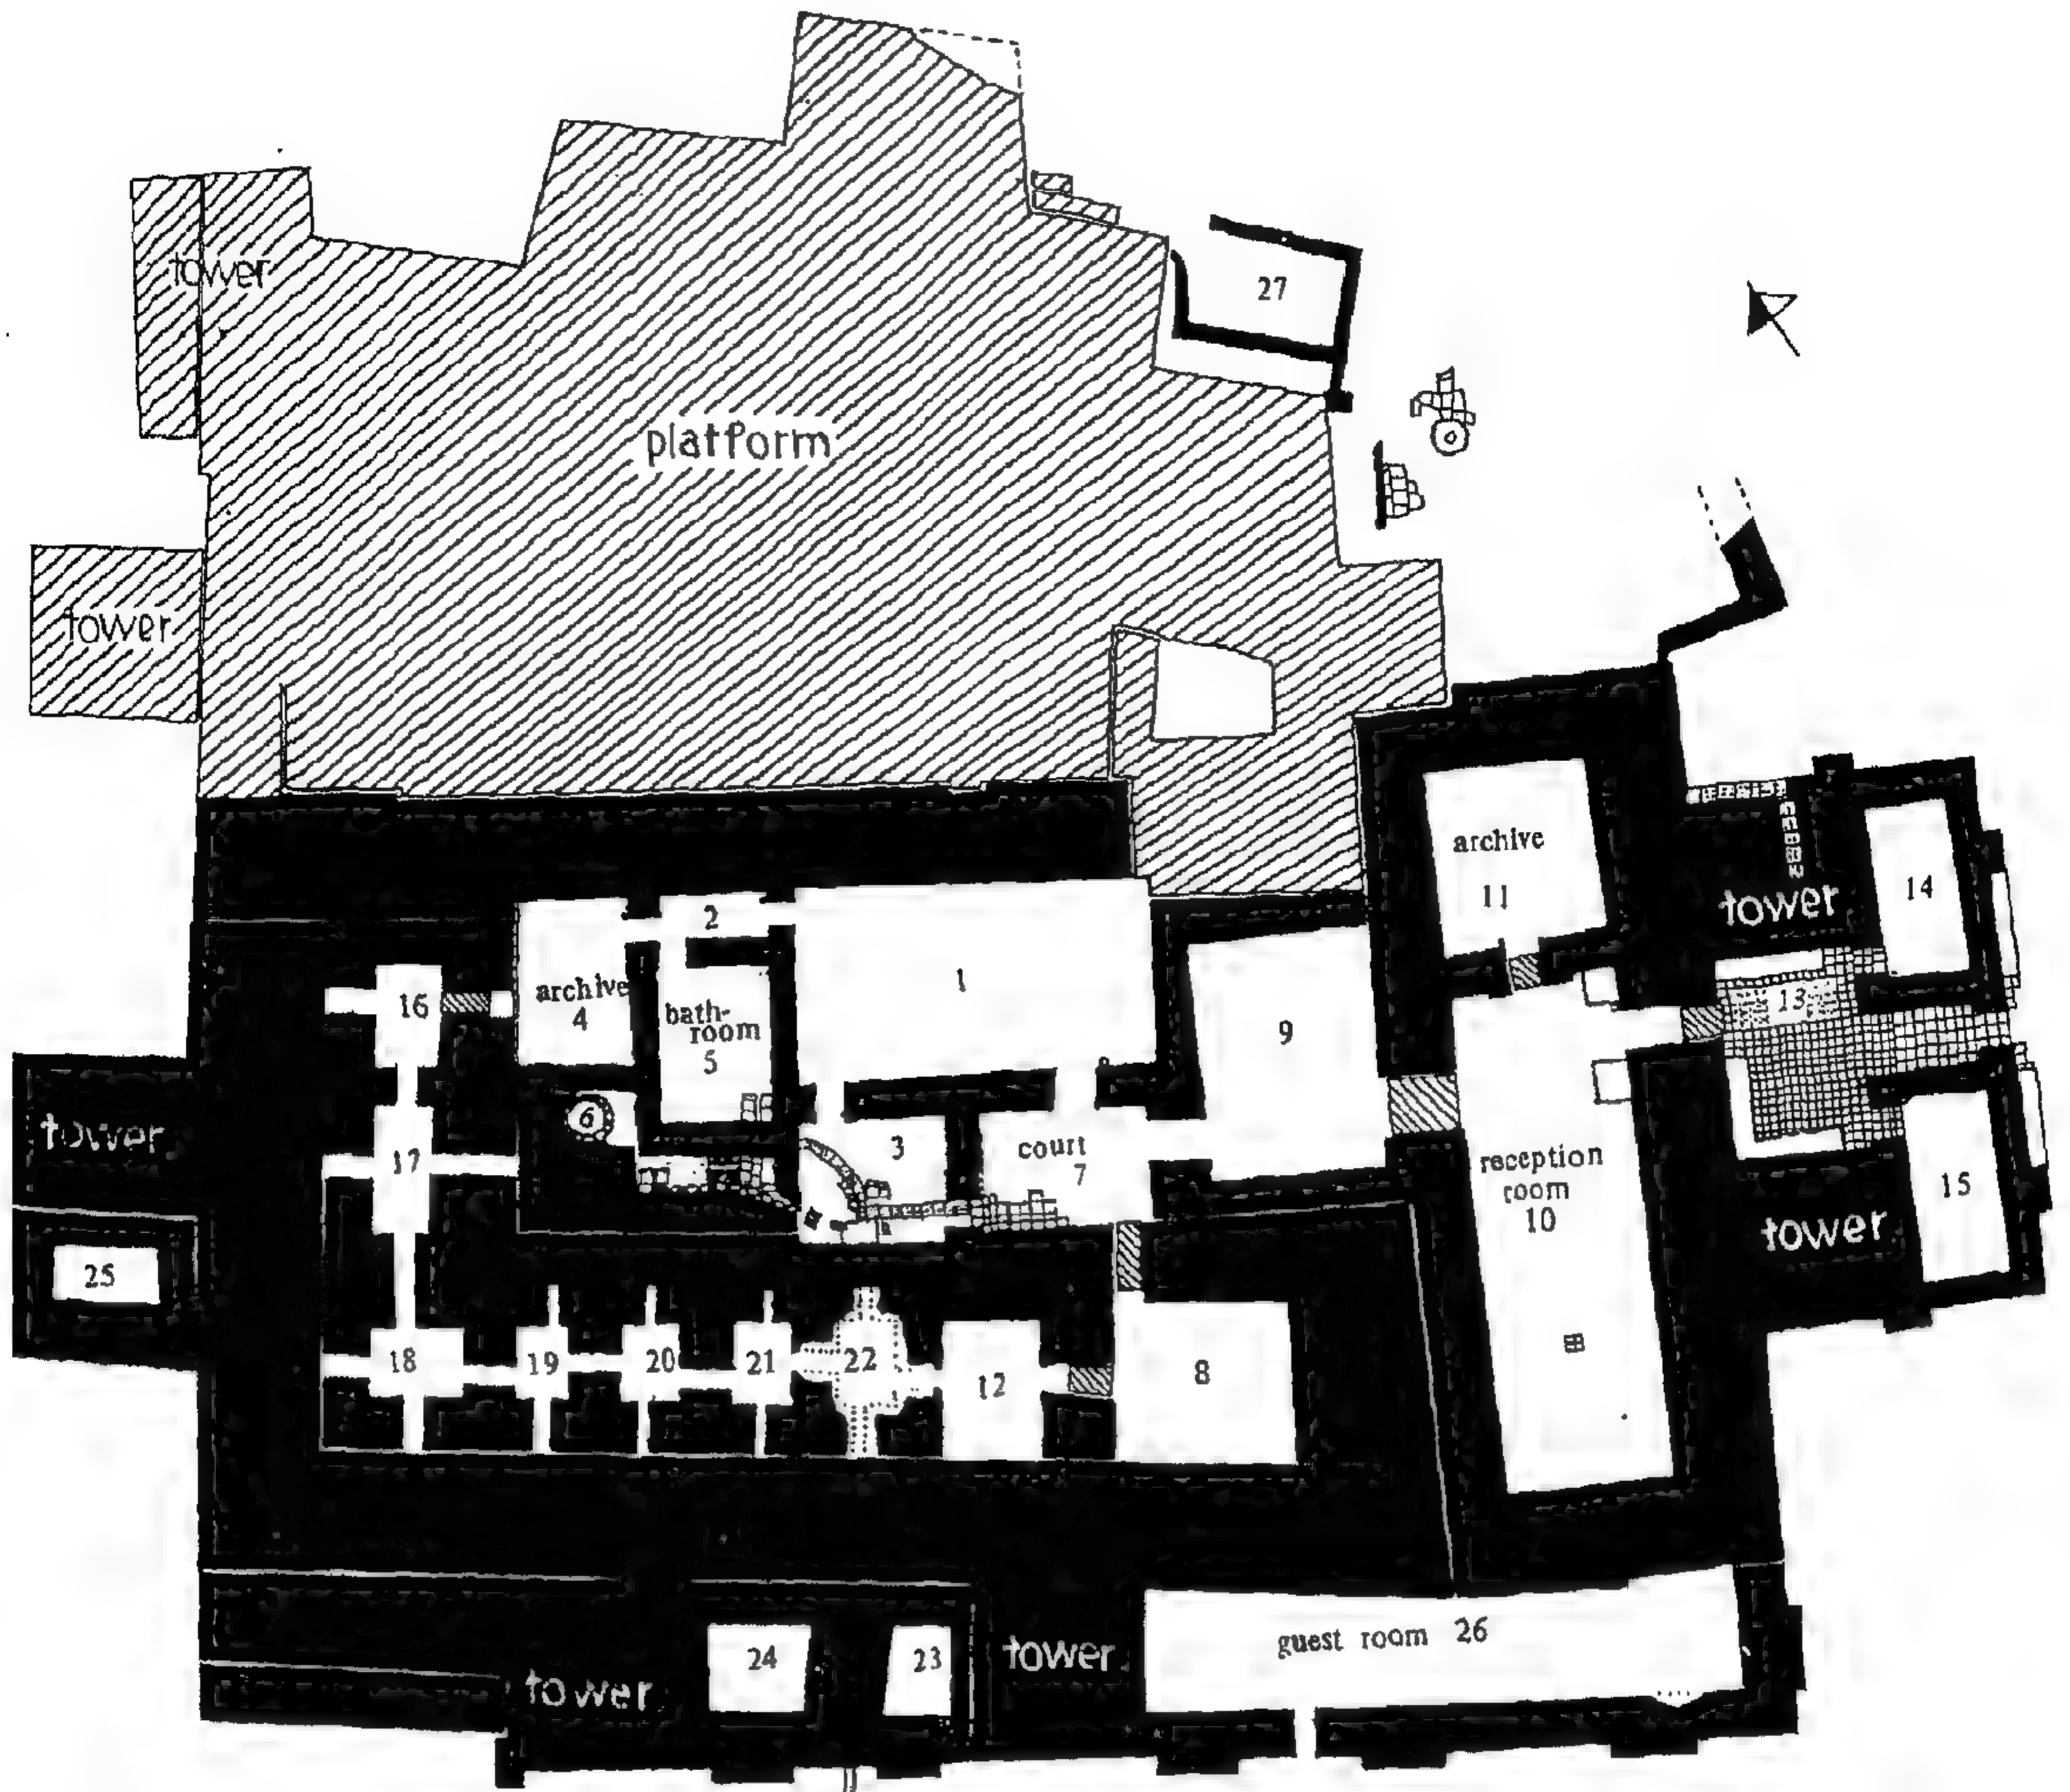 tower
27
platform
tower
archive
11
14
tower
2
1
16
archive
4
bath-
room
5
9
13
6
tower
17
3
court
7
reception
room
10
15
tower
25
18
19
20
21
22
12
8
guest room 26
24
23
tower
tower